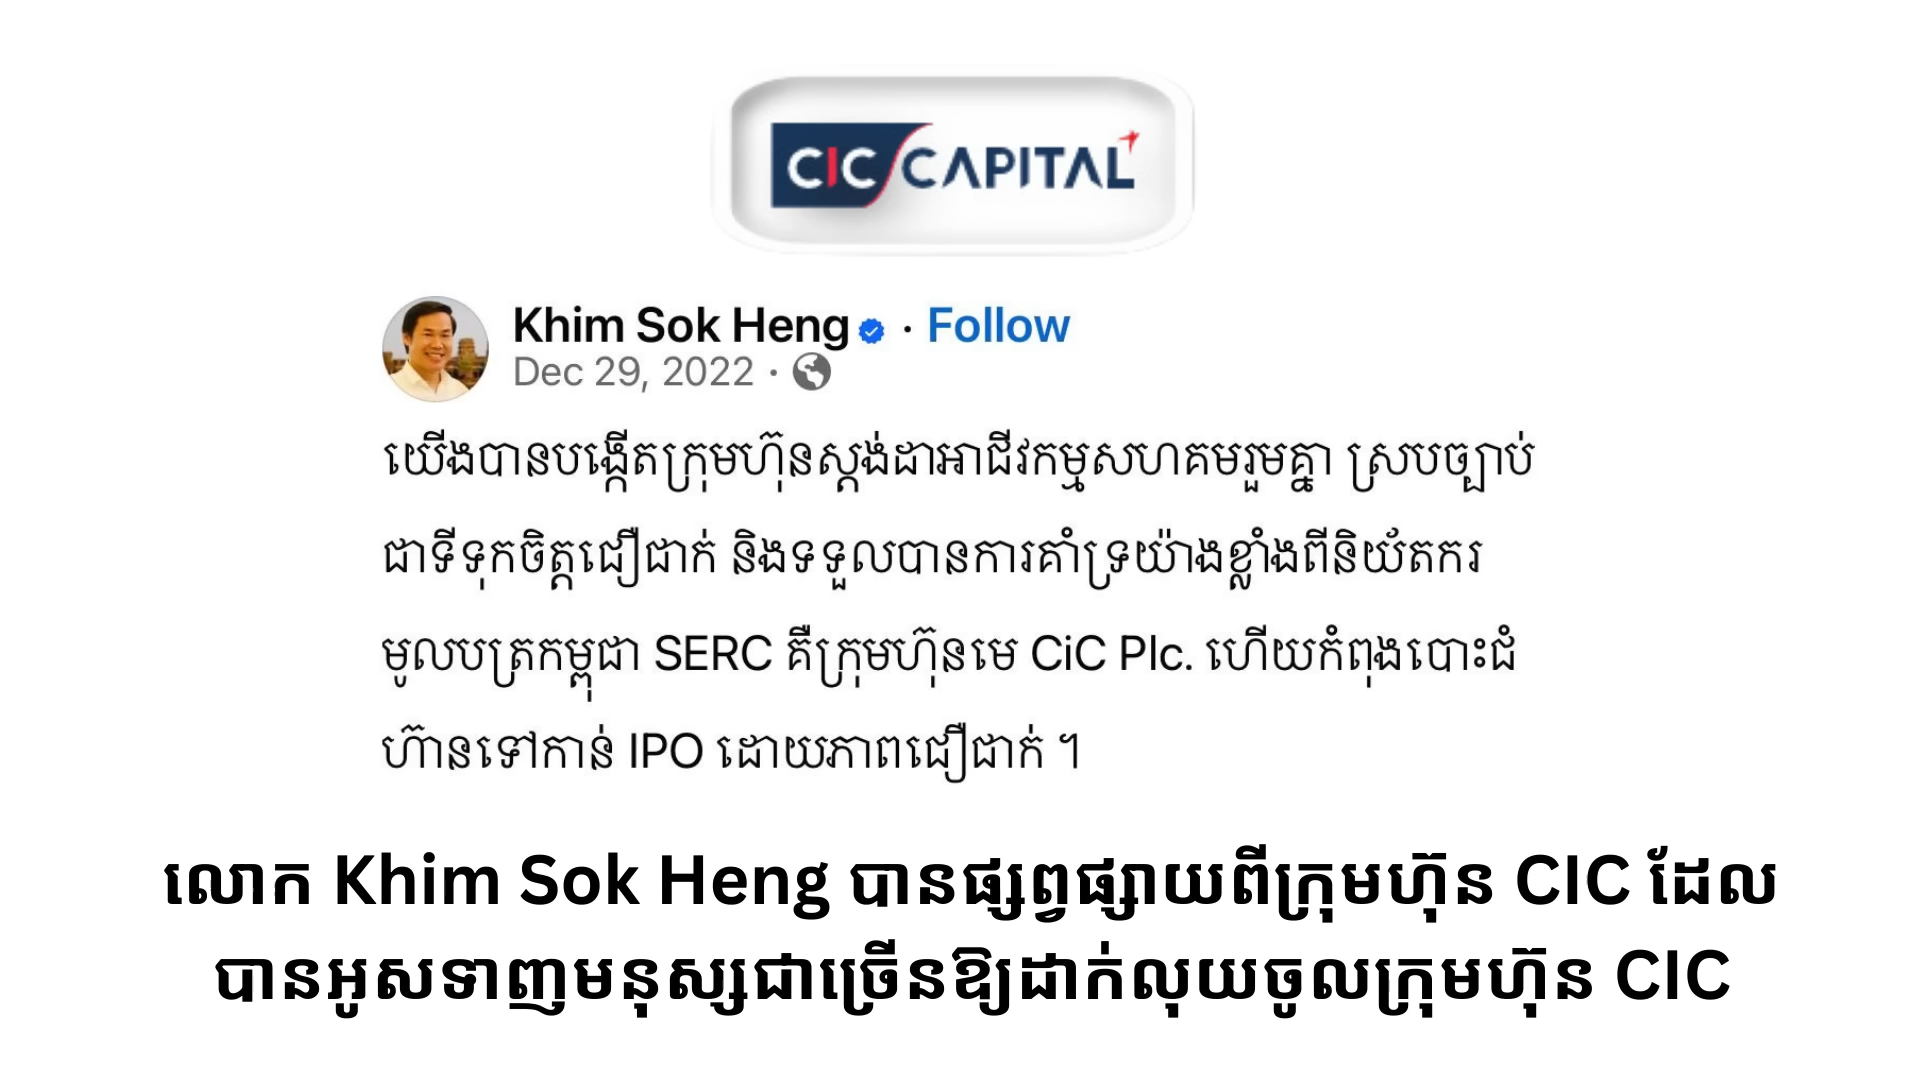 CIC CAPITAL
Khim Sok Heng · Follow
Dec 29, 2022 ·
យើងបានបង្កើតក្រុមហ៊ុនស្តង់ដាអាជីវកម្មសហគមរួមគ្នា ស្របច្បាប់
ជាទីទុកចិត្តជឿជាក់ និងទទួលបានការគាំទ្រយ៉ាងខ្លាំងពីនិយ័តករ
មូលបត្រកម្ពុជា SERC គឺក្រុមហ៊ុនមេ CiC Plc. ហើយកំពុងបោះជំ
ហ៊ានទៅកាន់ IPO ដោយភាពជឿជាក់ ។
លោក Khim Sok Heng បានផ្សព្វផ្សាយពីក្រុមហ៊ុន CIC ដែល
បានអូសទាញមនុស្សជាច្រើនឱ្យដាក់លុយចូលក្រុមហ៊ុន CIC